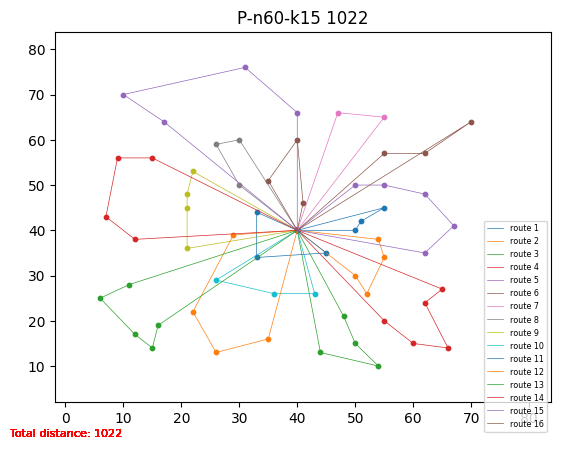 P-n60-k15 1022
80
70
60
50
40
30
20
10
0 10 20 30 40 50 60 70 80
route 1
route 2
route 3
route 4
route 5
route 6
route 7
route 8
route 9
route 10
route 11
route 12
route 13
route 14
route 15
route 16
Total distance: 1022